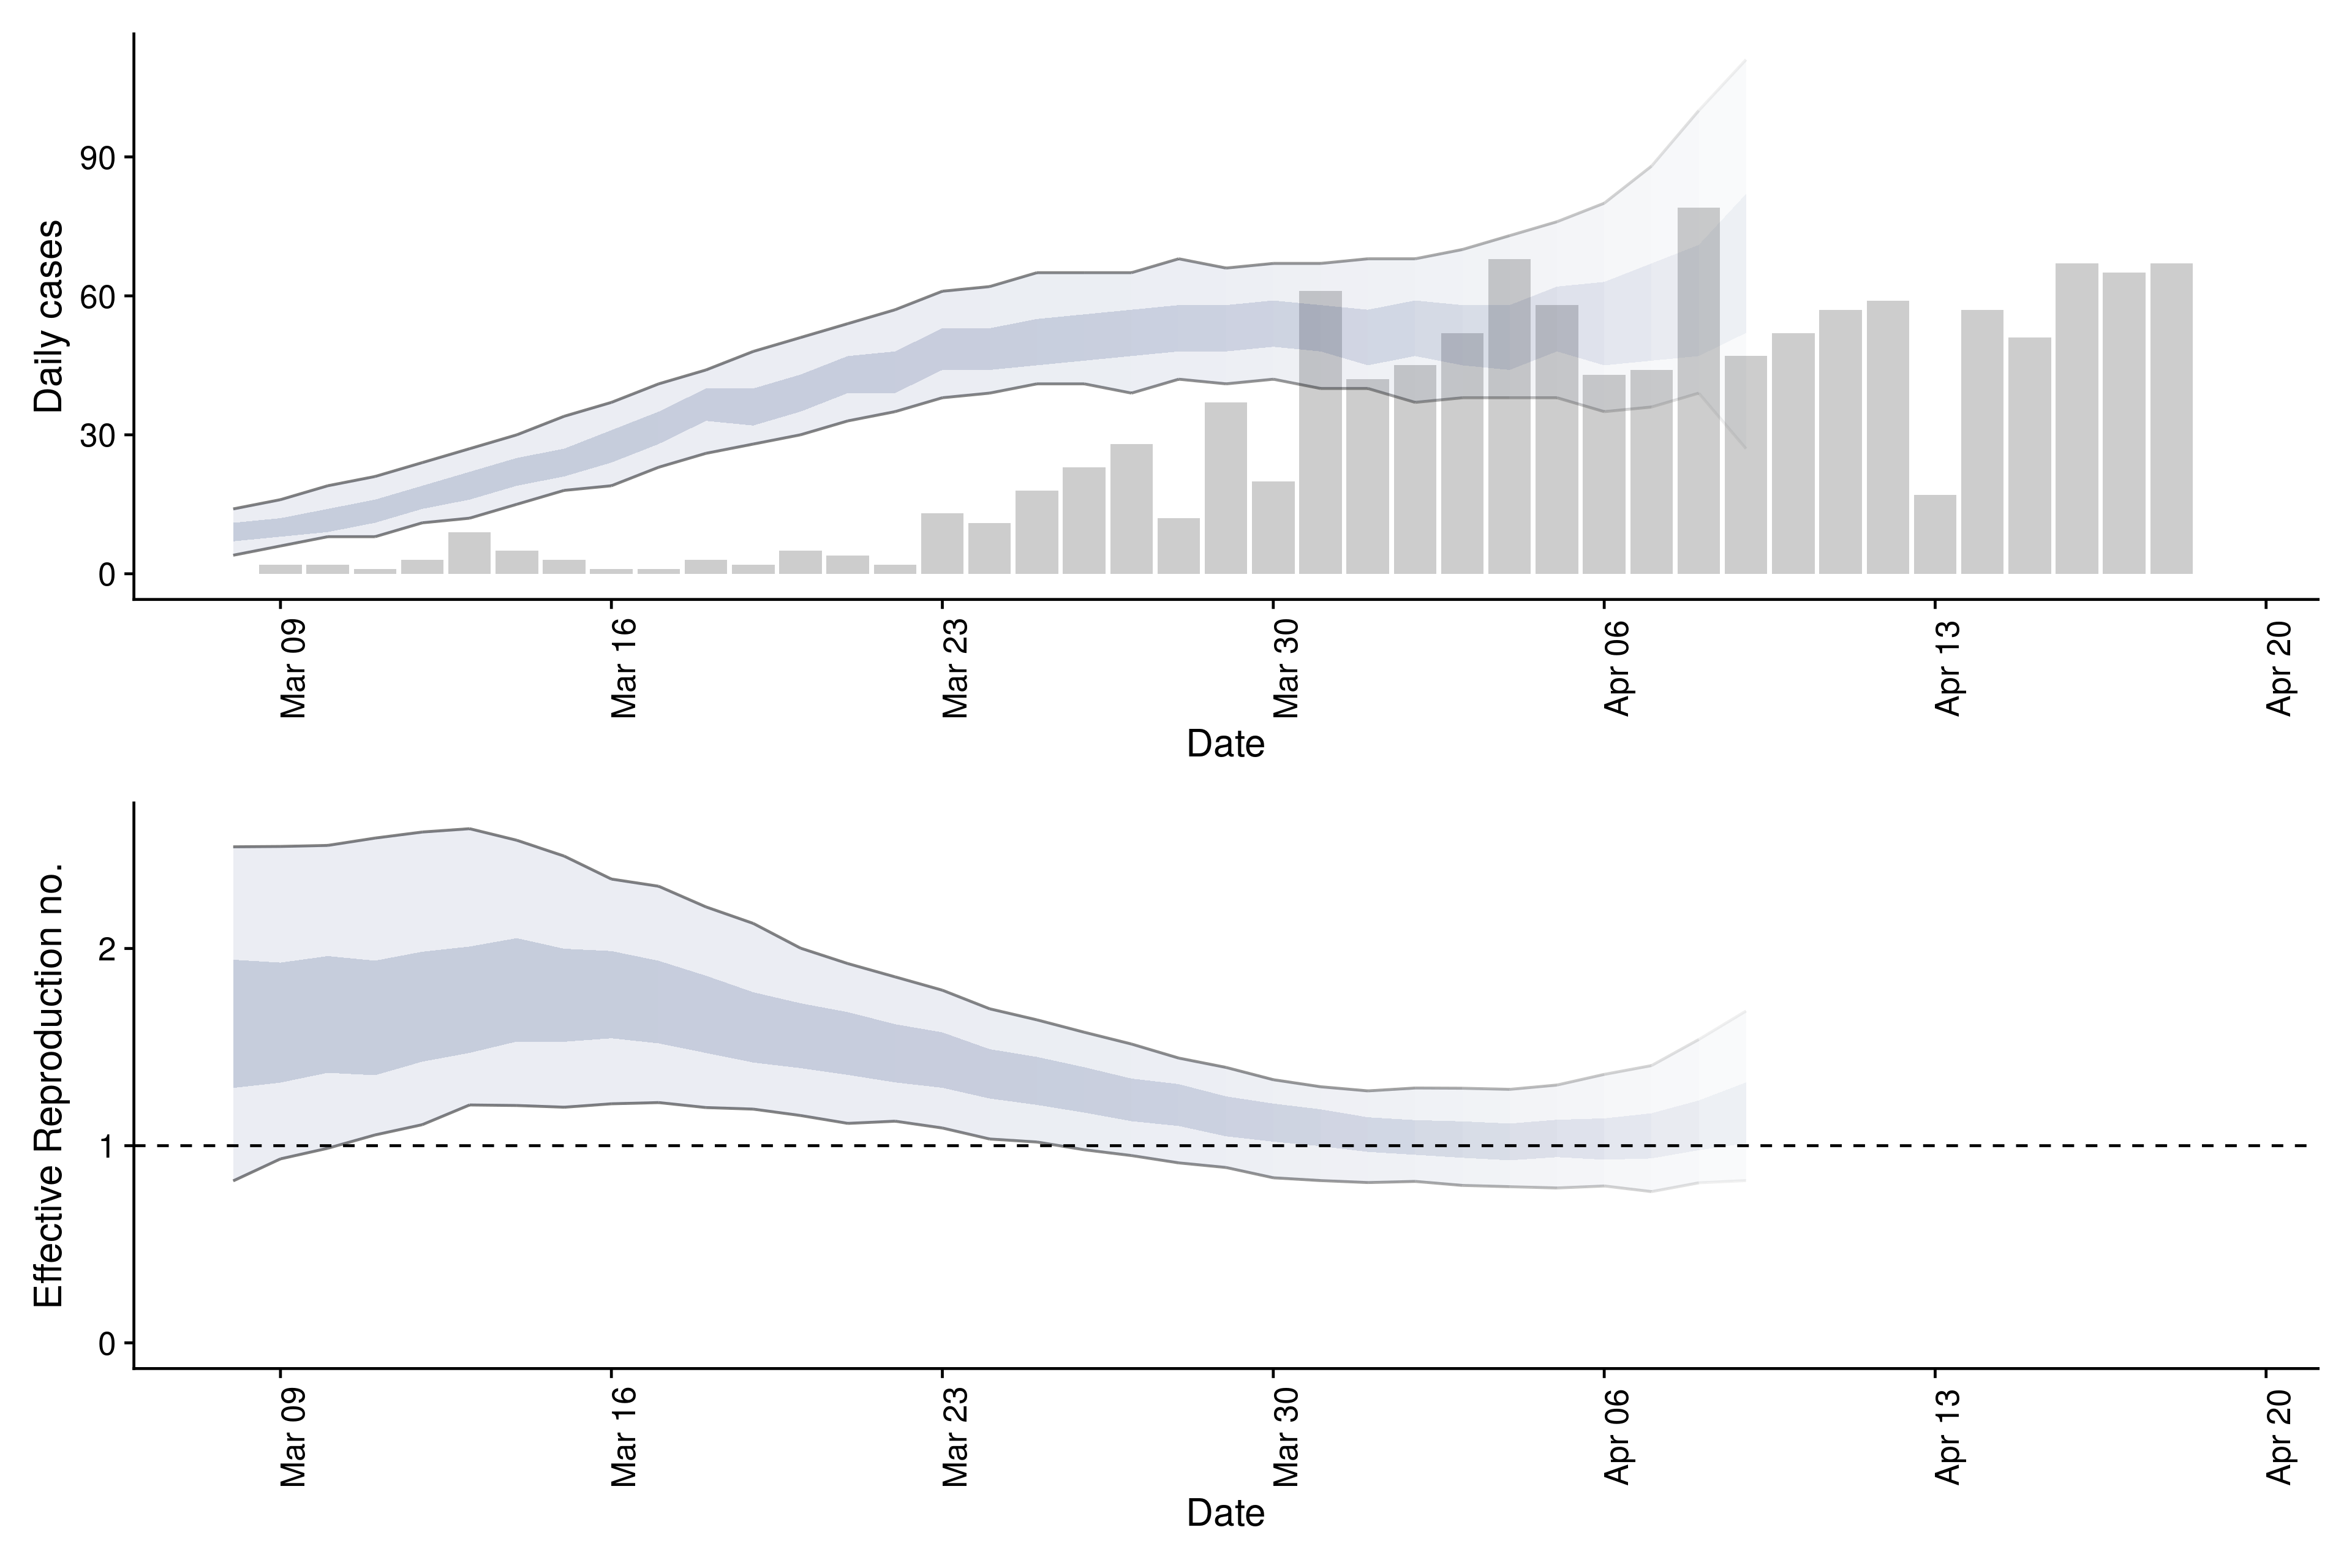 Daily cases
90
60
30
0
Mar 09
Mar 16
Mar 23
Mar 30
Apr 06
Apr 13
Apr 20
Date
Effective Reproduction no.
2
1
0
Mar 09
Mar 16
Mar 23
Mar 30
Apr 06
Apr 13
Apr 20
Date